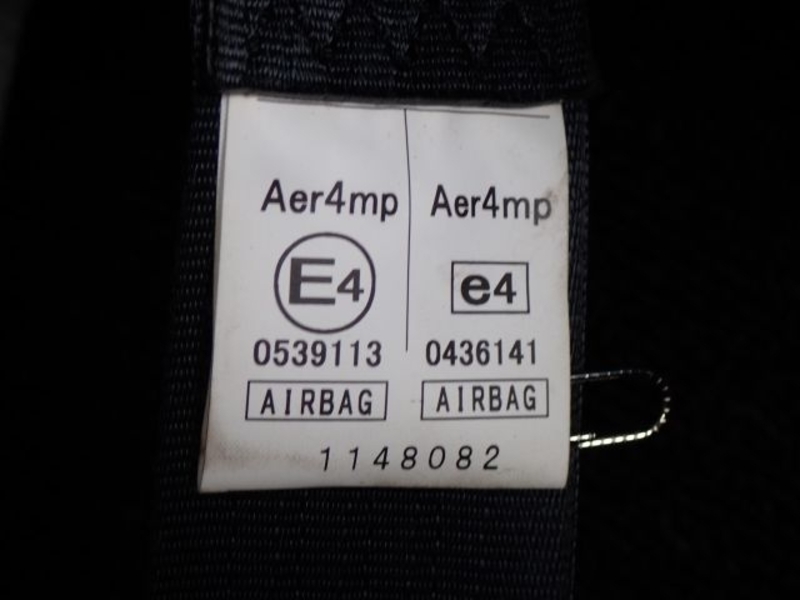 Aer4mp Aer4mp
E4 e4
0539113 0436141
AIRBAG AIRBAG
1148082